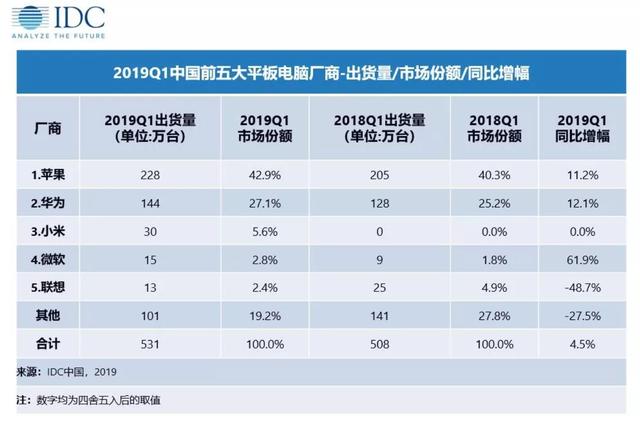 IDC
ANALYZE THE FUTURE
2019Q1中国前五大平板电脑厂商-出货量/市场份额/同比增幅
厂商 2019Q1出货量 (单位:万台) 2019Q1 市场份额 2018Q1出货量 (单位:万台) 2018Q1 市场份额 2019Q1 同比增幅
1.苹果 228 42.9% 205 40.3% 11.2%
2.华为 144 27.1% 128 25.2% 12.1%
3.小米 30 5.6% 0 0.0% 0.0%
4.微软 15 2.8% 9 1.8% 61.9%
5.联想 13 2.4% 25 4.9% -48.7%
其他 101 19.2% 141 27.8% -27.5%
合计 531 100.0% 508 100.0% 4.5%
来源：IDC中国，2019
注：数字均为四舍五入后的取值